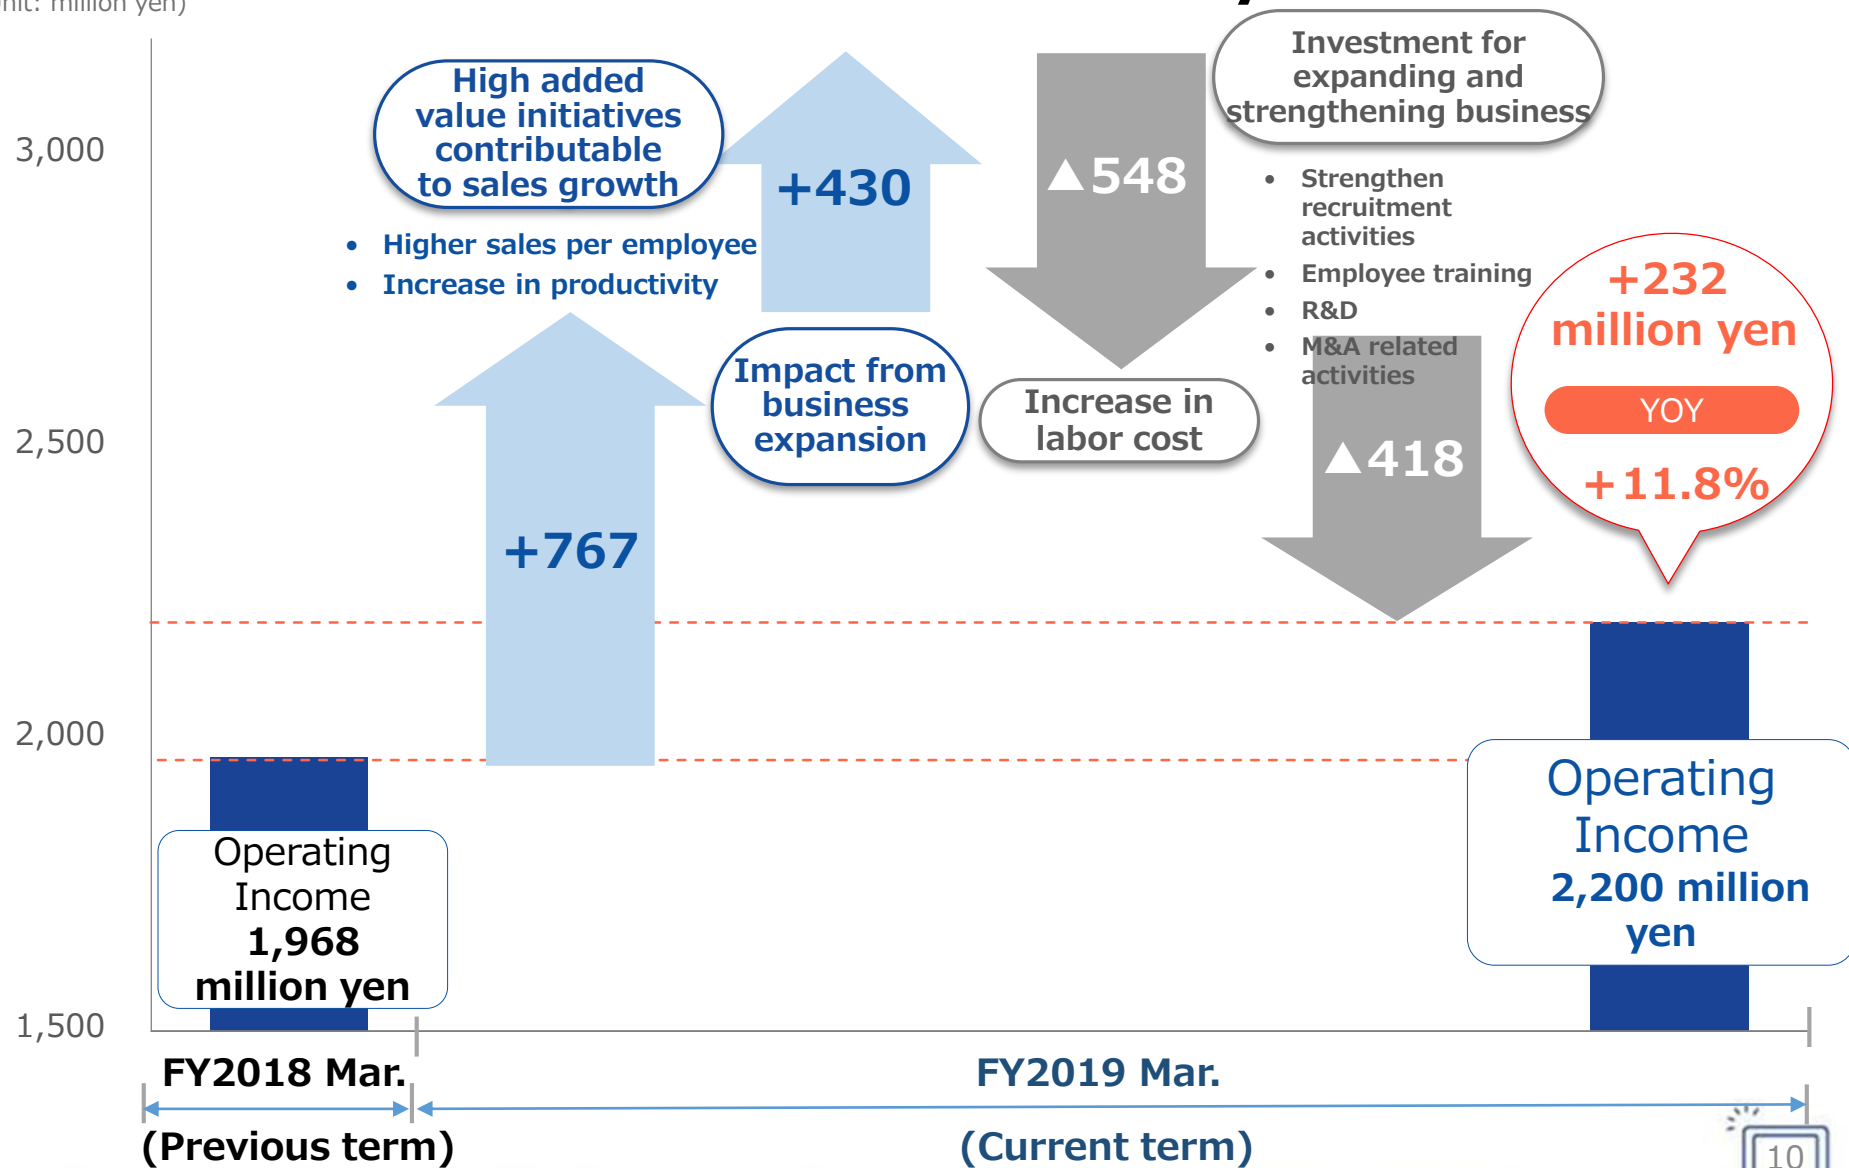 unit: million yen)
3,000
2,500
2,000
1,500
High added
value initiatives
contributable
to sales growth
• Higher sales per employee
• Increase in productivity
+767
+430
Impact from
business
expansion
▲548
Increase in
labor cost
Investment for
expanding and
strengthening business
• Strengthen
recruitment
activities
• Employee training
• R&D
• M&A related
activities
▲418
+232
million yen
YOY
+11.8%
Operating
Income
1,968
million yen
Operating
Income
2,200 million
yen
FY2018 Mar.
(Previous term)
FY2019 Mar.
(Current term)
10